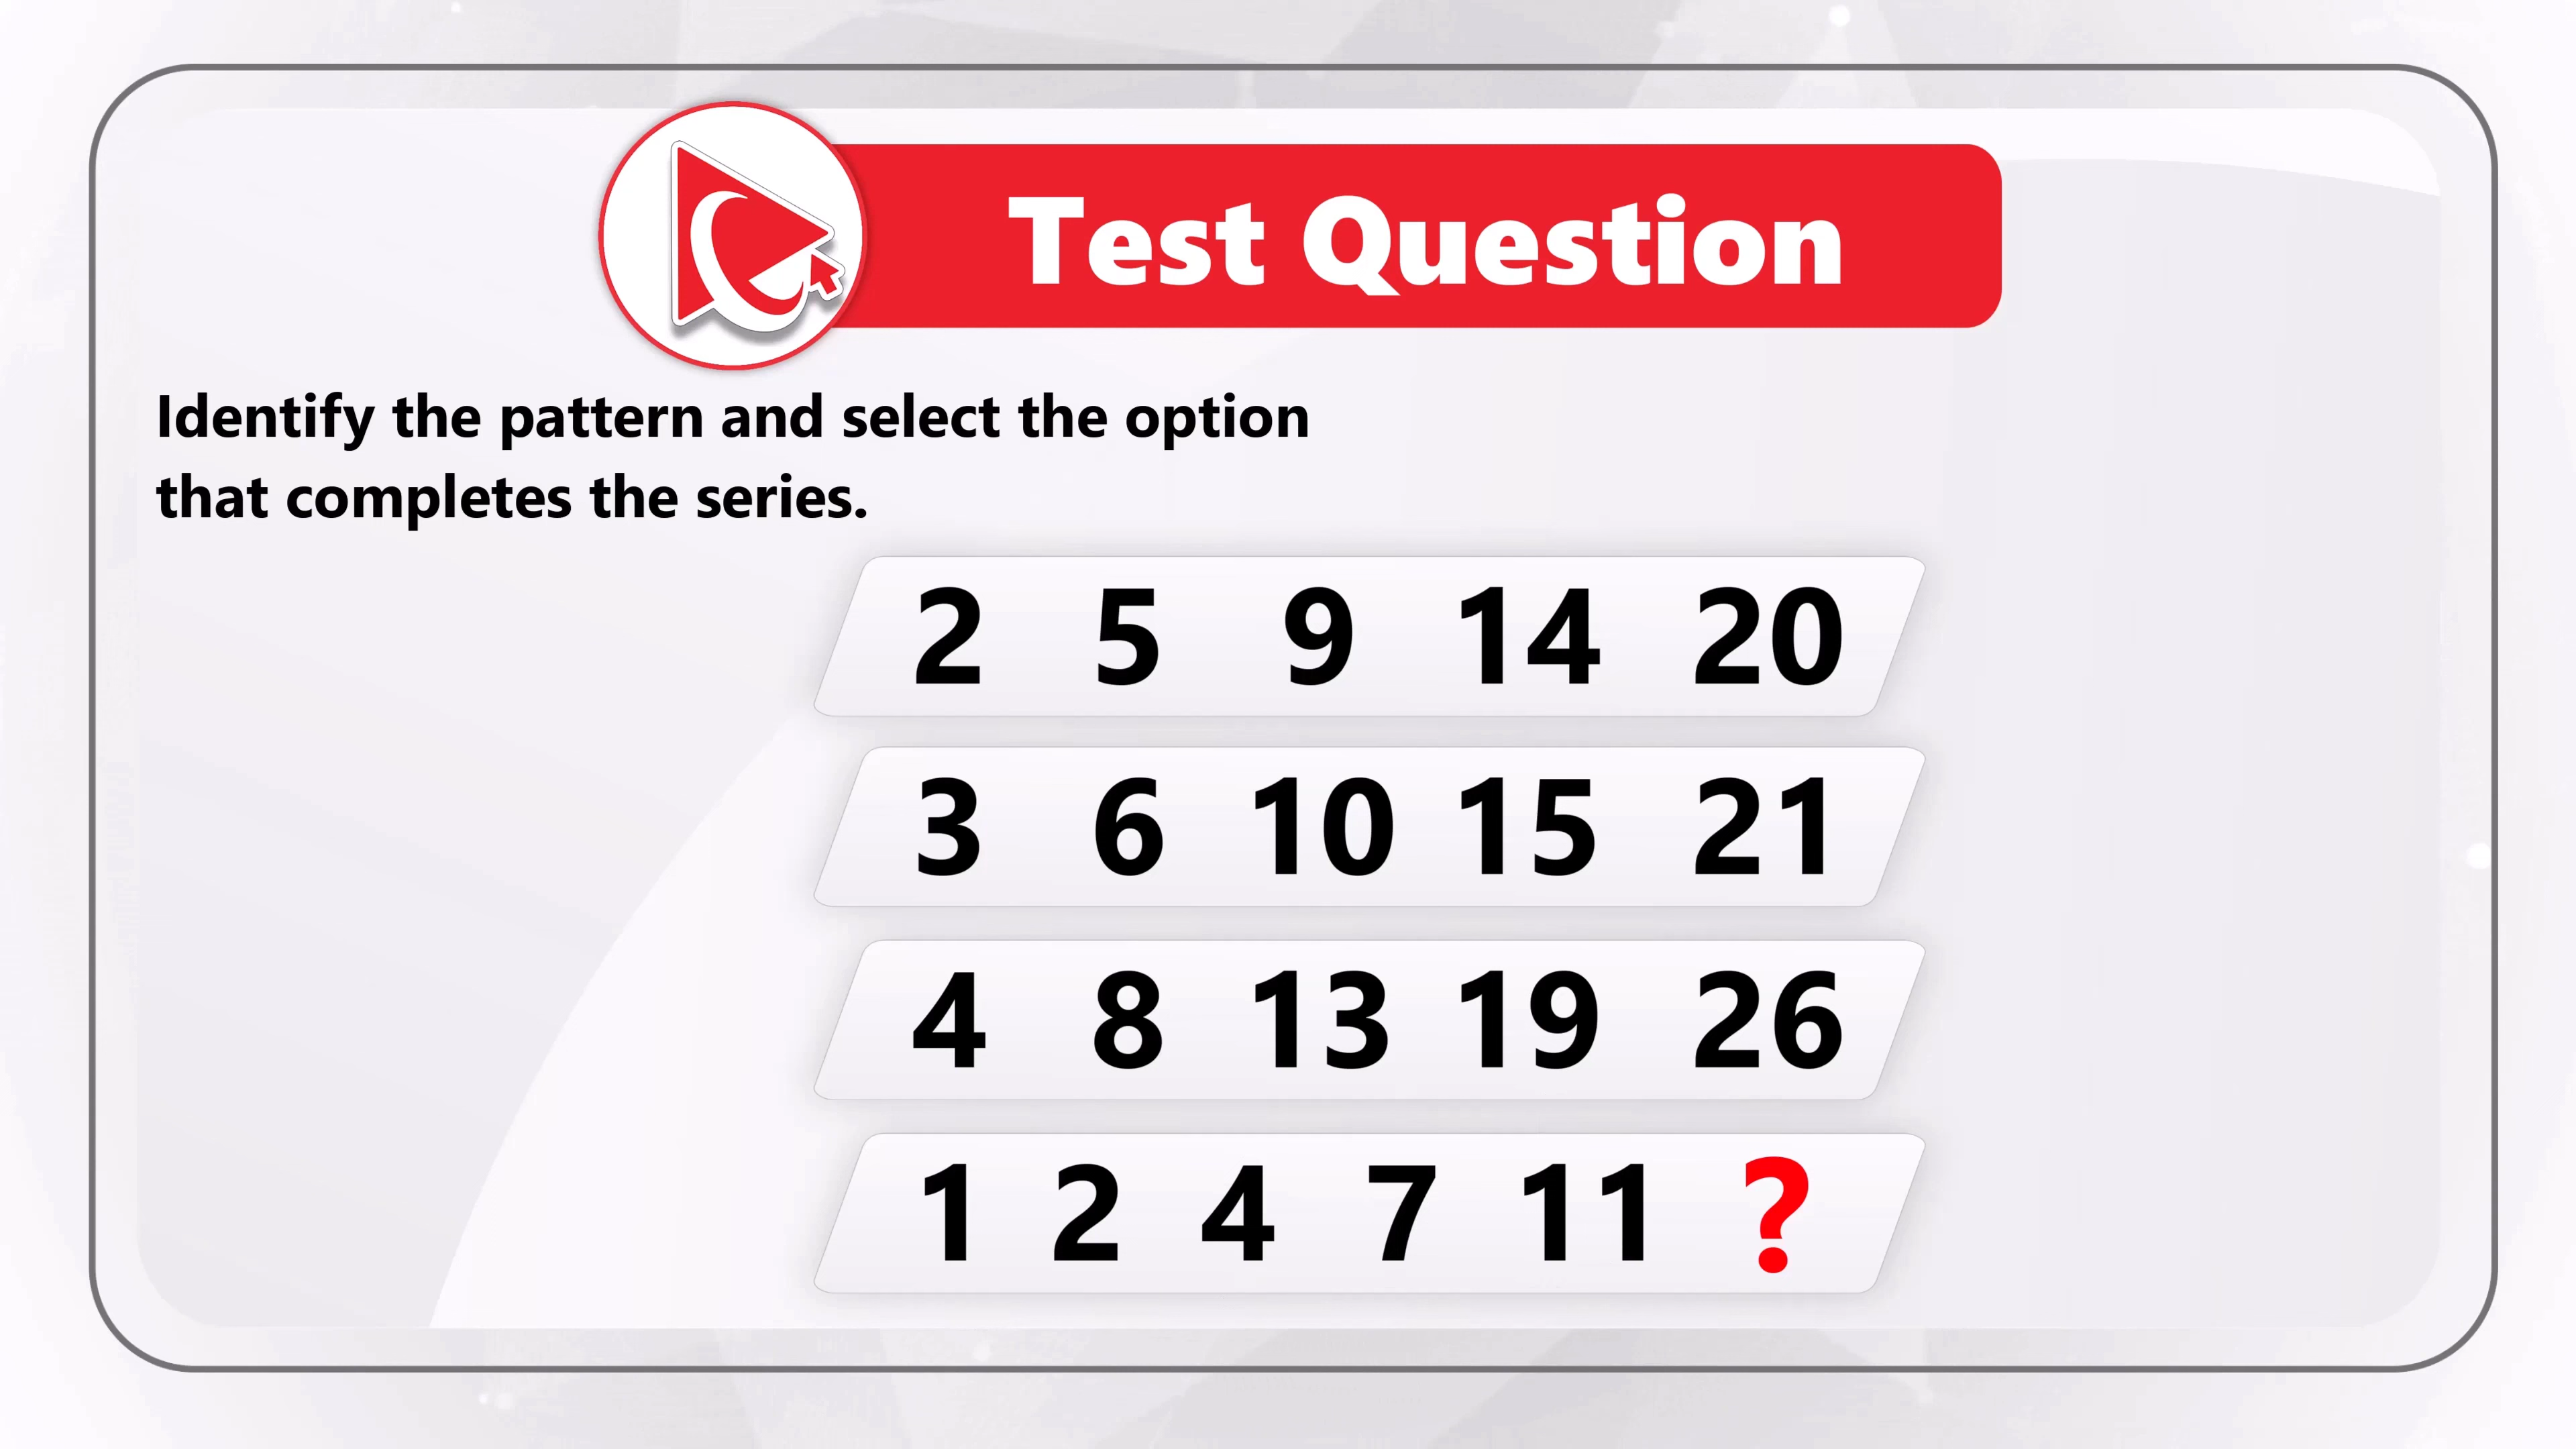 Test Question
Identify the pattern and select the option
that completes the series.
2 5 9 14 20
3 6 10 15 21
4 8 13 19 26
1 2 4 7 11 ?